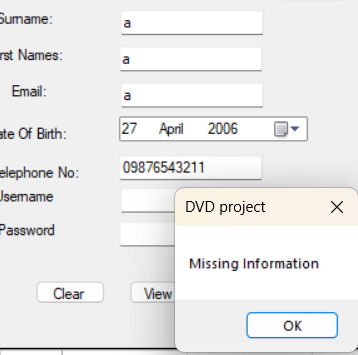 Surname: a
rst Names: a
Email: a
ate Of Birth: 27 April 2006
elephone No: 09876543211
Username
Password
DVD project
Missing Information
Clear View
OK